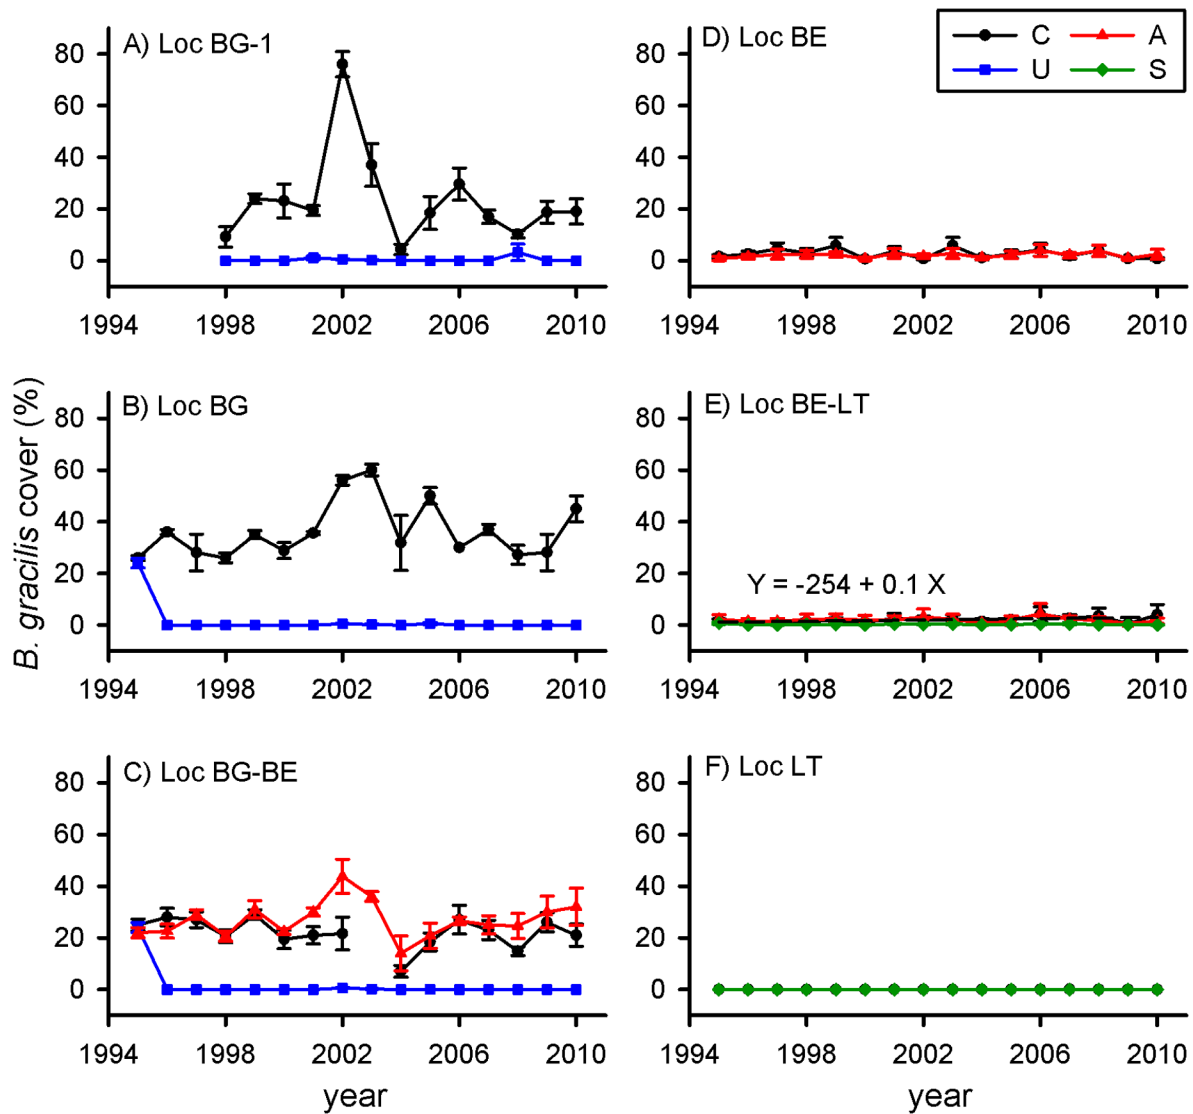 A) Loc BG-1
80
60
40
20
0
1994 1998 2002 2006 2010
D) Loc BE
C A
U S
80
60
40
20
0
1994 1998 2002 2006 2010
B. gracilis cover (%)
B) Loc BG
80
60
40
20
0
1994 1998 2002 2006 2010
E) Loc BE-LT
80
60
40
20
0
Y = -254 + 0.1 X
1994 1998 2002 2006 2010
C) Loc BG-BE
80
60
40
20
0
1994 1998 2002 2006 2010
year
F) Loc LT
80
60
40
20
0
1994 1998 2002 2006 2010
year